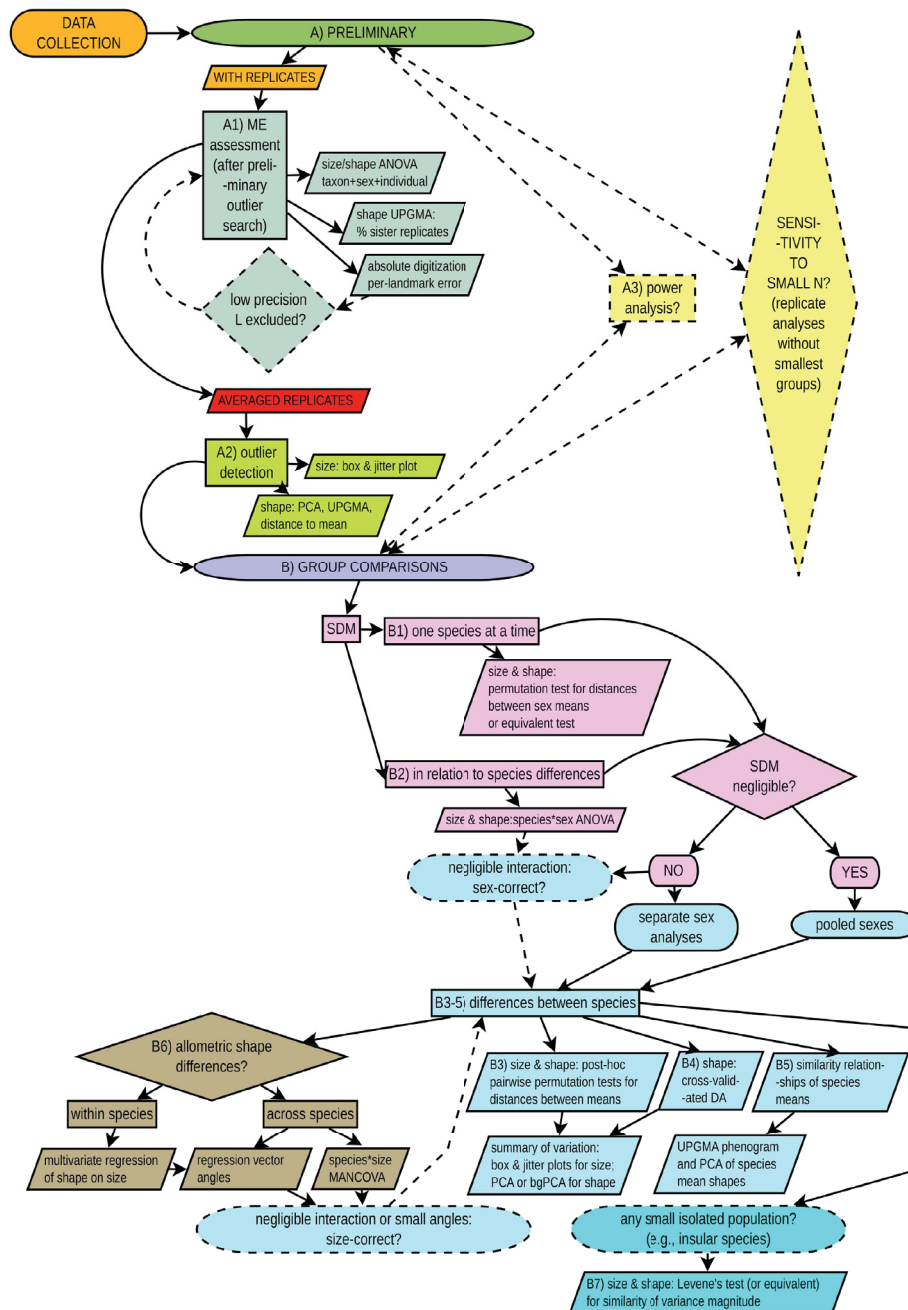 DATA
COLLECTION
A) PRELIMINARY
WITH REPLICATES
A1) ME
assessment
(after preli-
-minary
outlier
search)
size/shape ANOVA
taxon+sex+individual
shape UPGMA:
% sister replicates
absolute digitization
per-landmark error
low precision
L excluded?
A3) power
analysis?
SENSI-
-TIVITY
TO
SMALL N?
(replicate
analyses
without
smallest
groups)
AVERAGED REPLICATES
A2) outlier
detection
size: box & jitter plot
shape: PCA, UPGMA,
distance to mean
B) GROUP COMPARISONS
SDM
B1) one species at a time
size & shape:
permutation test for distances
between sex means
or equivalent test
B2) in relation to species differences
SDM
negligible?
size & shape:species*sex ANOVA
negligible interaction:
sex-correct?
NO
YES
separate sex
analyses
pooled sexes
B3-5) differences between species
B6) allometric shape
differences?
within species
across species
multivariate regression
of shape on size
regression vector
angles
species*size
MANCOVA
negligible interaction or small angles:
size-correct?
B3) size & shape: post-hoc
pairwise permutation tests for
distances between means
B4) shape:
cross-valid-
-ated DA
B5) similarity relation-
-ships of species
means
summary of variation:
box & jitter plots for size;
PCA or bgPCA for shape
UPGMA phenogram
and PCA of species
mean shapes
any small isolated population?
(e.g., insular species)
B7) size & shape: Levene's test (or equivalent)
for similarity of variance magnitude